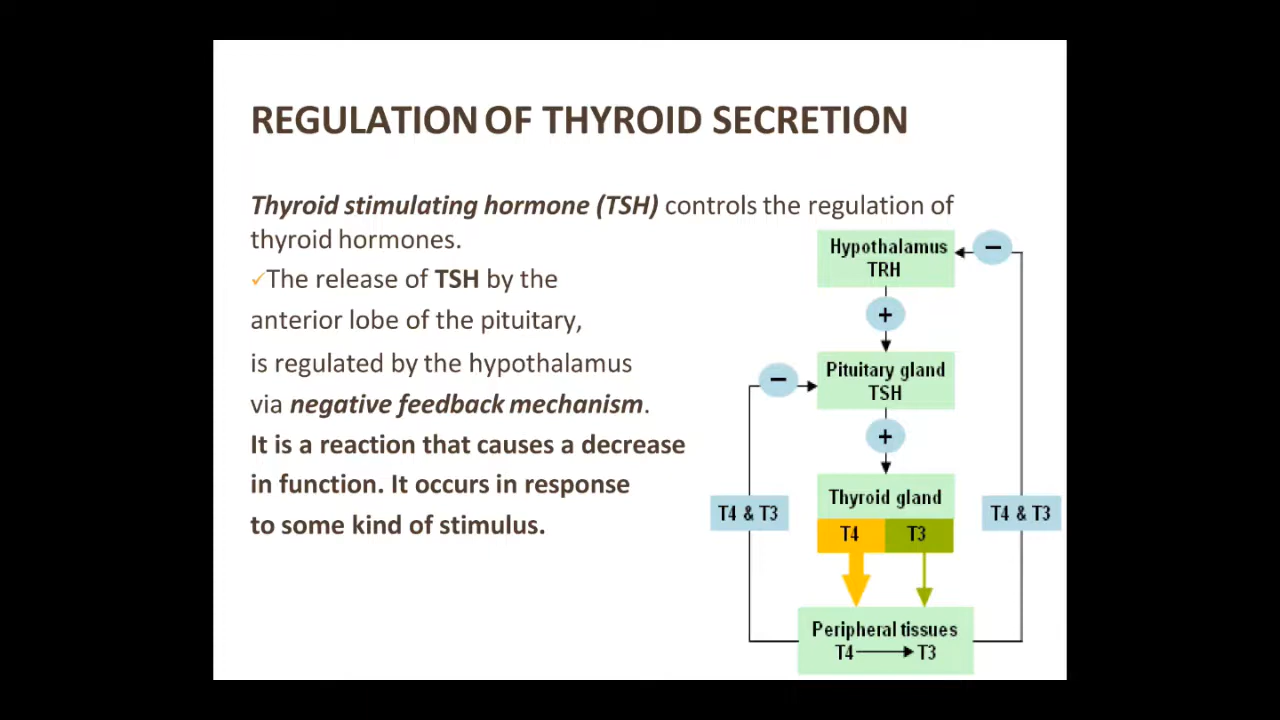 REGULATION OF THYROID SECRETION
Thyroid stimulating hormone (TSH) controls the regulation of
thyroid hormones.
✓The release of TSH by the
anterior lobe of the pituitary,
is regulated by the hypothalamus
via negative feedback mechanism.
It is a reaction that causes a decrease
in function. It occurs in response
to some kind of stimulus.
Hypothalamus
TRH
−
+
Pituitary gland
TSH
−
+
Thyroid gland
T4 T3
T4 & T3
T4 & T3
Peripheral tissues
T4 T3